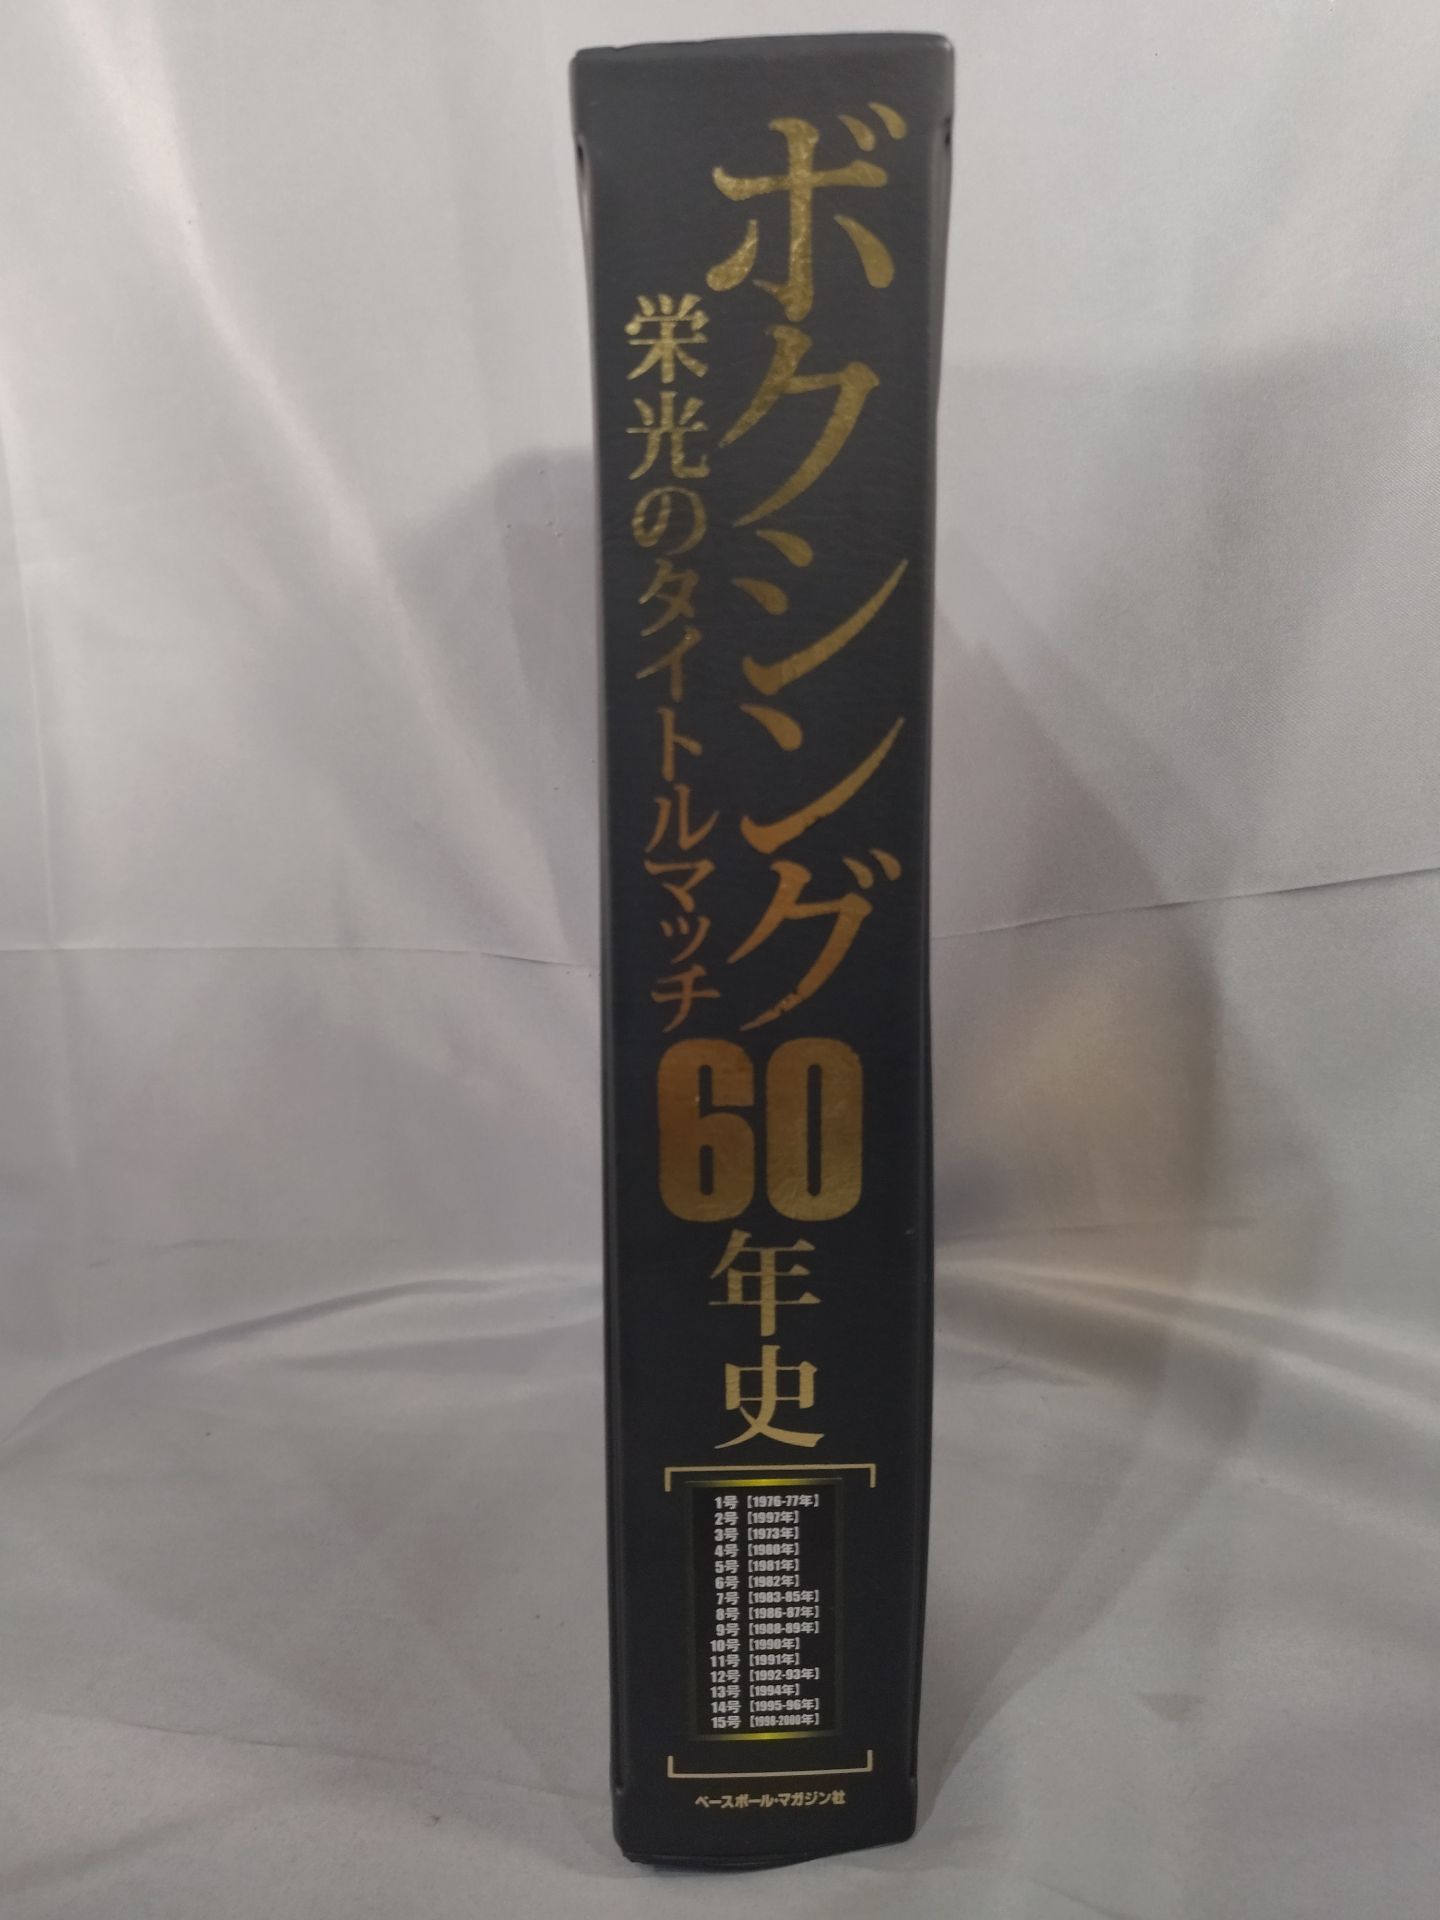 ボクシング
栄光のタイトルマッチ
60年史
1号【1976-77年】
2号【1997年】
3号【1973年】
4号【1980年】
5号【1981年】
6号【1982年】
7号【1983-85年】
8号【1986-87年】
9号【1988-89年】
10号【1990年】
11号【1991年】
12号【1992-93年】
13号【1994年】
14号【1995-96年】
15号【1998-2000年】
ベースボール・マガジン社